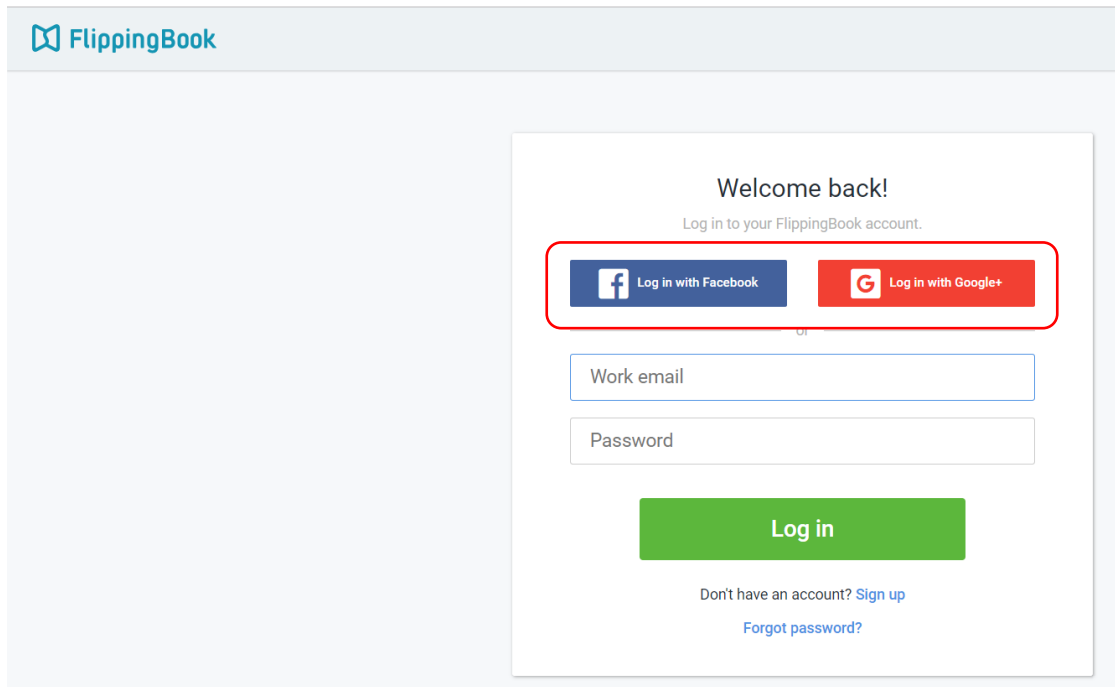 FlippingBook
Welcome back!
Log in to your FlippingBook account.
Log in with Facebook
Log in with Google+
or
Work email
Password
Log in
Don't have an account? Sign up
Forgot password?